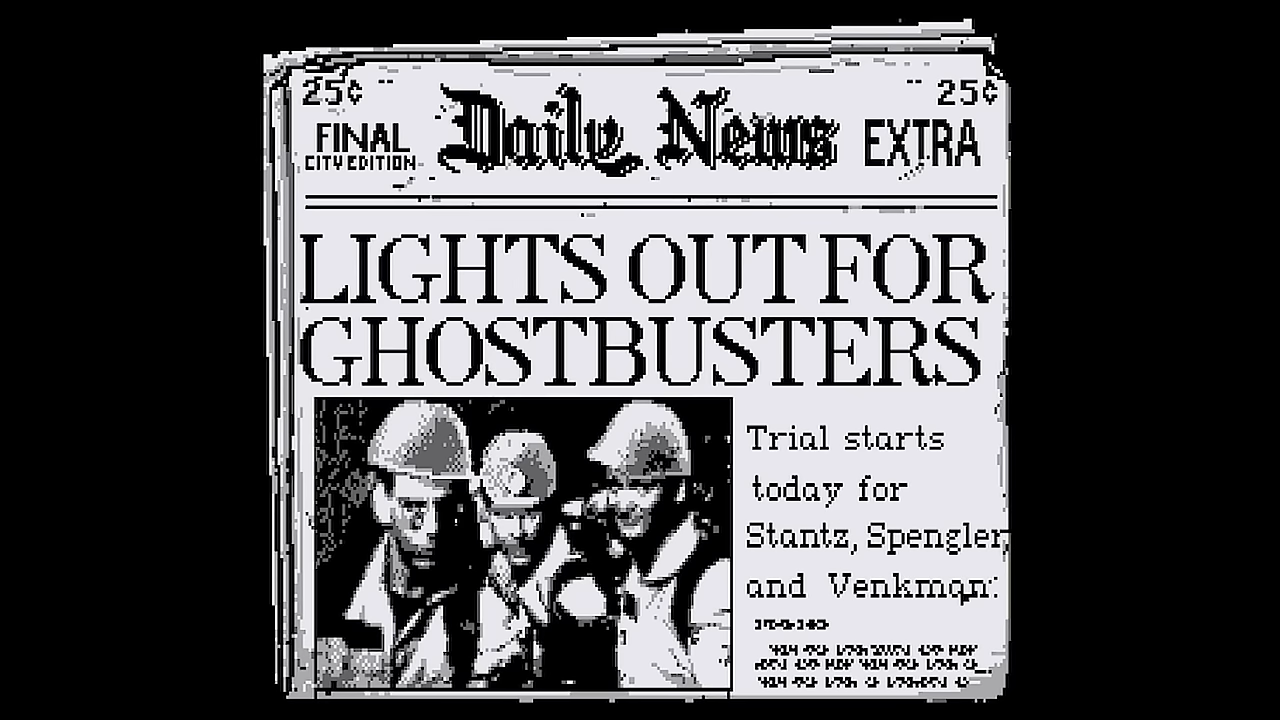 25¢ 25¢
FINAL Daily News EXTRA
CITY EDITION
LIGHTS OUT FOR
GHOSTBUSTERS
Trial starts
today for
Stantz, Spengler,
and Venkman.